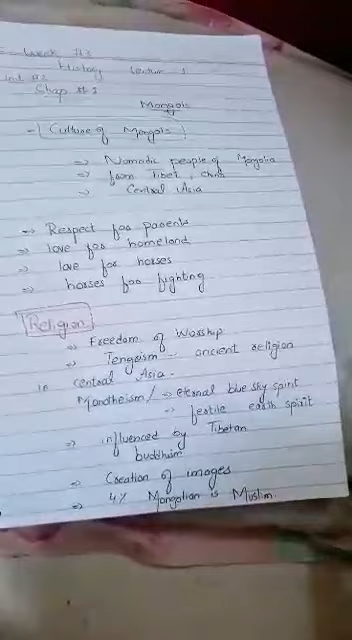 Week #3
History Lecture 1
Unit #2
Chap #1
Mongols
Culture of Mongols
⇒ Nomadic people of Mongolia
⇒ from Tibet, China
⇒ Central Asia
⇒ Respect for parents
⇒ love for homeland
⇒ love for horses
⇒ horses for fighting
Religion
⇒ Freedom of Worship
⇒ Tengrism ancient religion
in central Asia.
Monotheism / ⇒ eternal blue sky spirit
⇒ fertile earth spirit
⇒ influenced by Tibetan
buddhism
⇒ Creation of images
⇒ 4% Mongolian is Muslim.